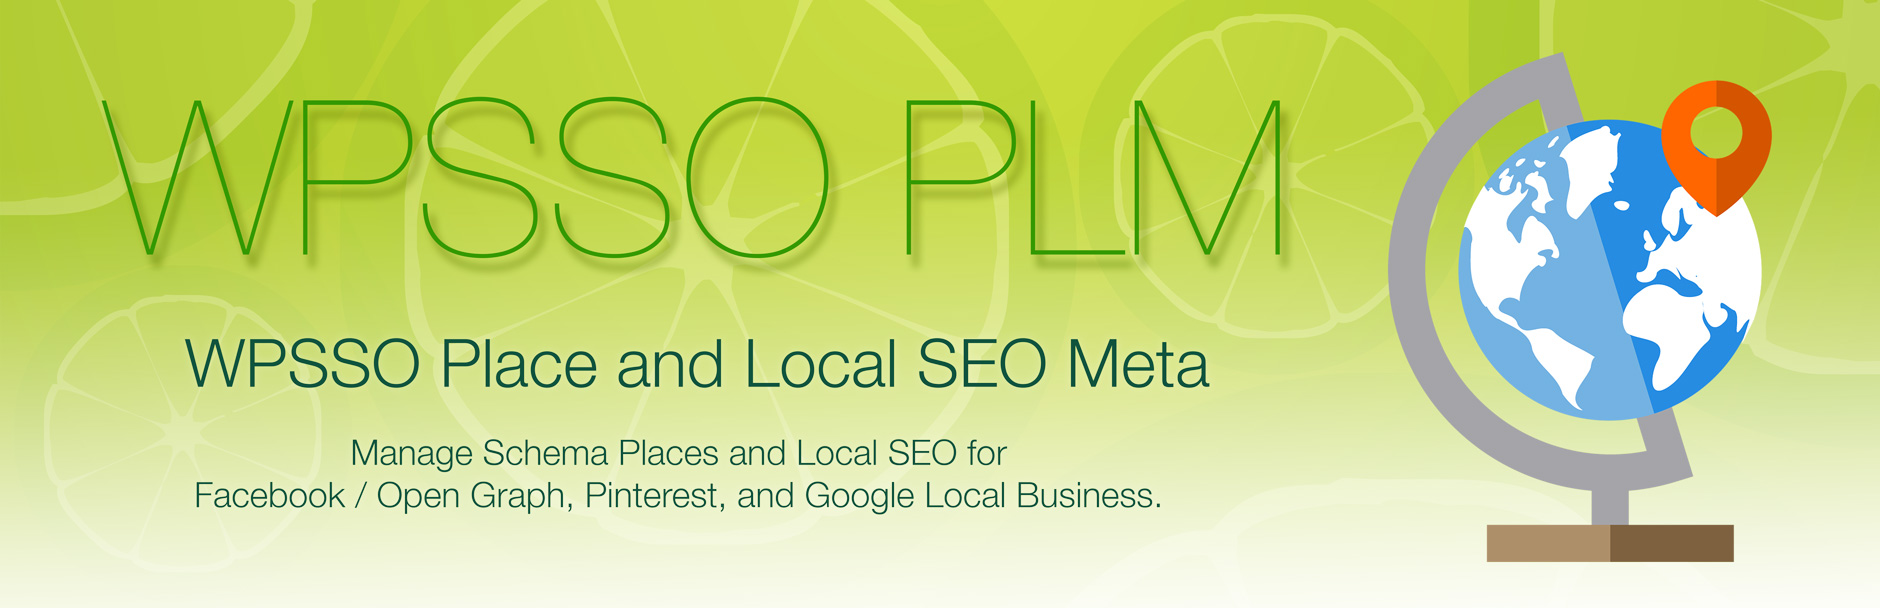 WPSSO PLM
WPSSO Place and Local SEO Meta
Manage Schema Places and Local SEO for
Facebook / Open Graph, Pinterest, and Google Local Business.